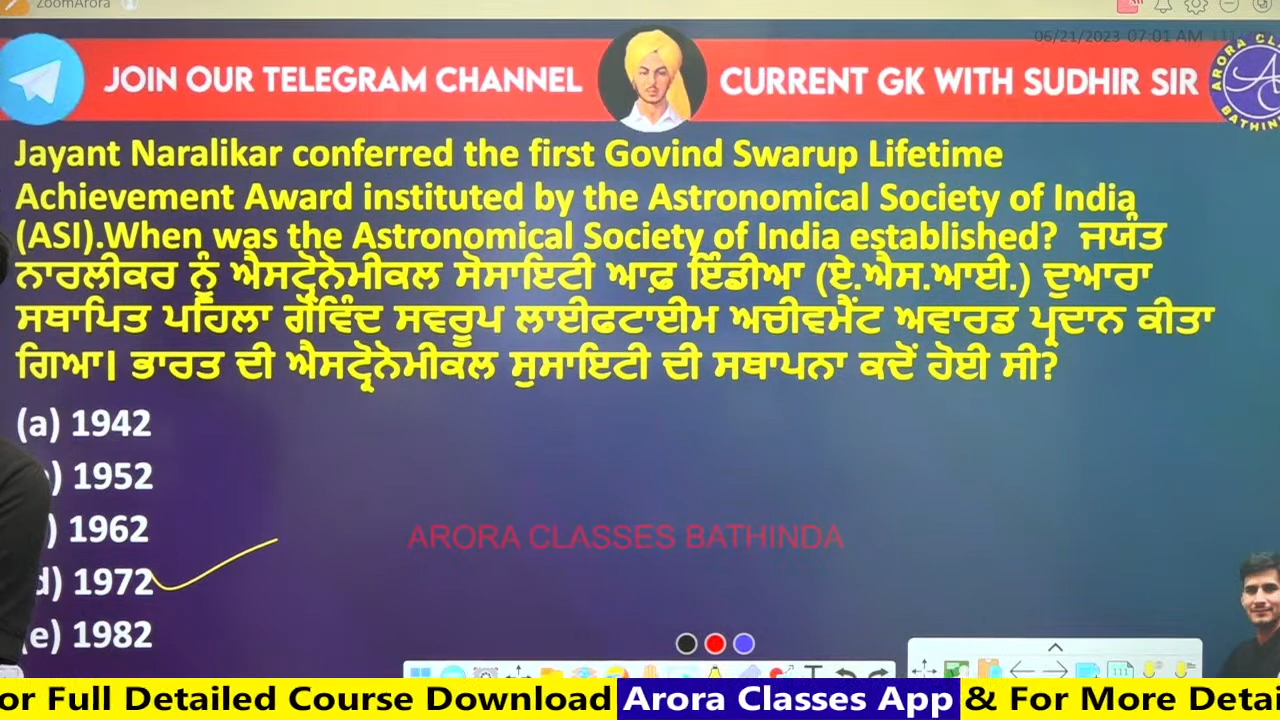 ZoomArora
06/21/2023 07:01 AM
JOIN OUR TELEGRAM CHANNEL
CURRENT GK WITH SUDHIR SIR
ARORA CL
BATHIND
Jayant Naralikar conferred the first Govind Swarup Lifetime
Achievement Award instituted by the Astronomical Society of India
(ASI).When was the Astronomical Society of India established? ਜਯੰਤ
ਨਾਰਲੀਕਰ ਨੂੰ ਐਸਟ੍ਰੋਨੋਮੀਕਲ ਸੋਸਾਇਟੀ ਆਫ਼ ਇੰਡੀਆ (ਏ.ਐਸ.ਆਈ.) ਦੁਆਰਾ
ਸਥਾਪਿਤ ਪਹਿਲਾ ਗੋਵਿੰਦ ਸਵਰੂਪ ਲਾਈਫਟਾਈਮ ਅਚੀਵਮੈਂਟ ਅਵਾਰਡ ਪ੍ਰਦਾਨ ਕੀਤਾ
ਗਿਆ। ਭਾਰਤ ਦੀ ਐਸਟ੍ਰੋਨੋਮੀਕਲ ਸੁਸਾਇਟੀ ਦੀ ਸਥਾਪਨਾ ਕਦੋਂ ਹੋਈ ਸੀ?
(a) 1942
) 1952
) 1962
d) 1972
(e) 1982
ARORA CLASSES BATHINDA
or Full Detailed Course Download Arora Classes App & For More Detai